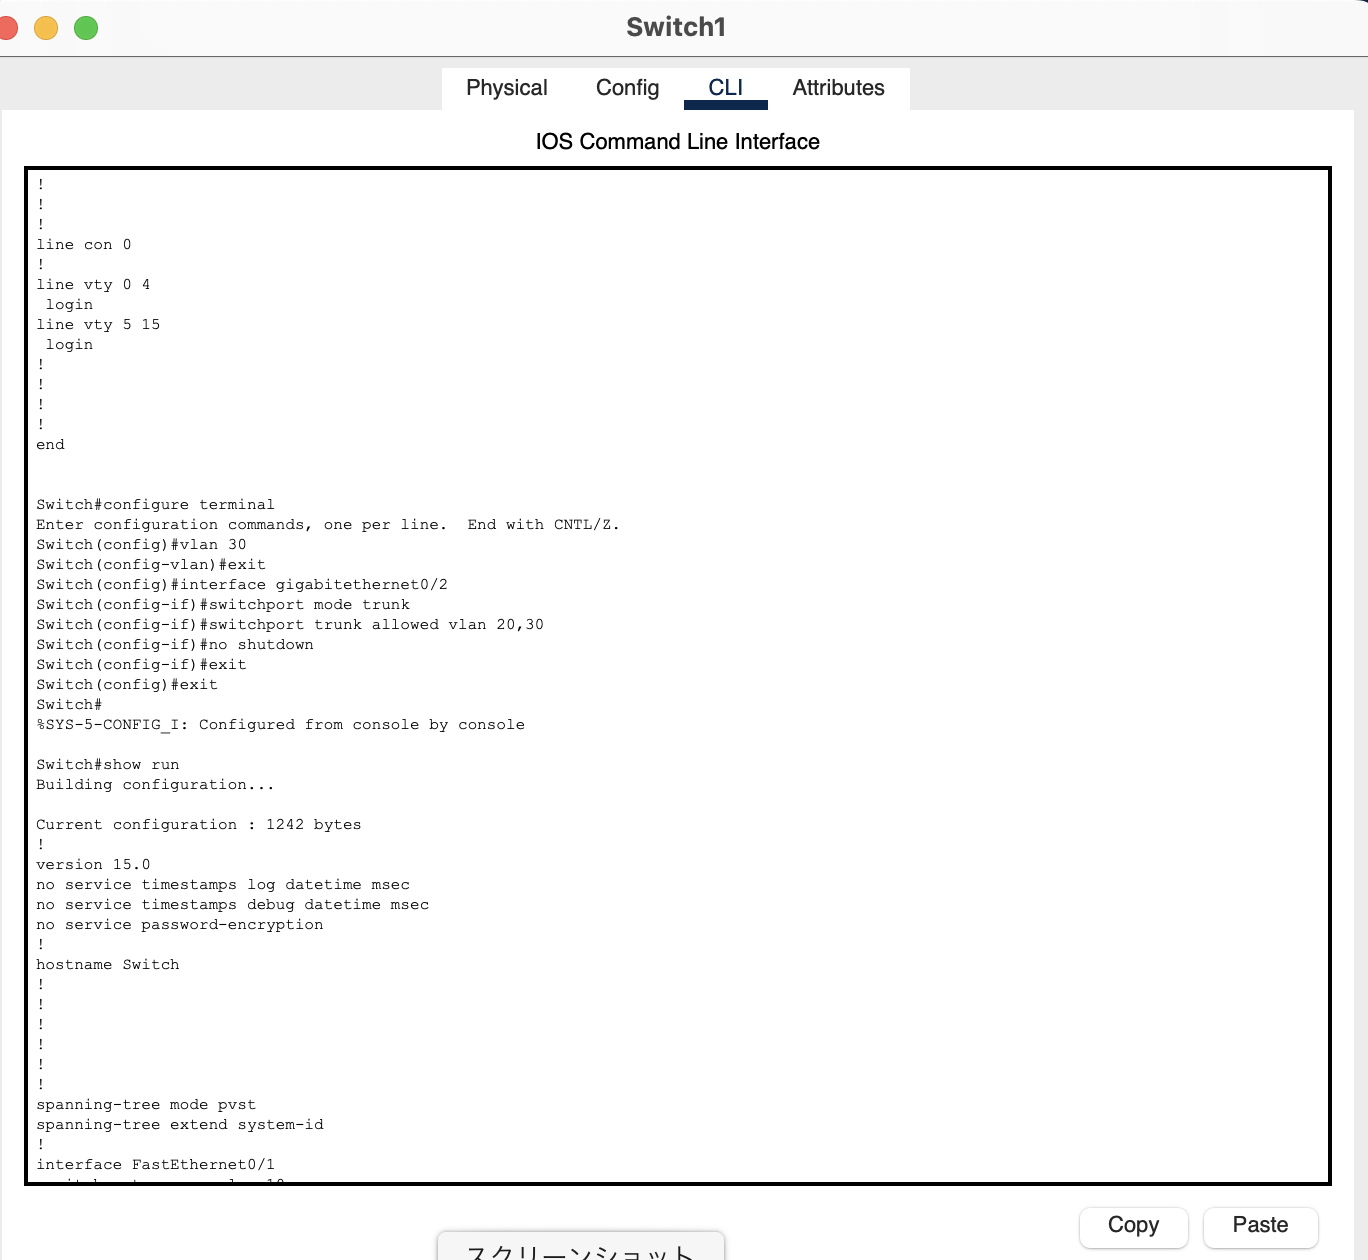 Switch1
Physical Config CLI Attributes
IOS Command Line Interface
!
!
!
line con 0
!
line vty 0 4
 login
line vty 5 15
 login
!
!
!
!
end
Switch#configure terminal
Enter configuration commands, one per line.  End with CNTL/Z.
Switch(config)#vlan 30
Switch(config-vlan)#exit
Switch(config)#interface gigabitethernet0/2
Switch(config-if)#switchport mode trunk
Switch(config-if)#switchport trunk allowed vlan 20,30
Switch(config-if)#no shutdown
Switch(config-if)#exit
Switch(config)#exit
Switch#
%SYS-5-CONFIG_I: Configured from console by console
Switch#show run
Building configuration...
Current configuration : 1242 bytes
!
version 15.0
no service timestamps log datetime msec
no service timestamps debug datetime msec
no service password-encryption
!
hostname Switch
!
!
!
!
!
!
spanning-tree mode pvst
spanning-tree extend system-id
!
interface FastEthernet0/1
Copy Paste
スクリーンショット